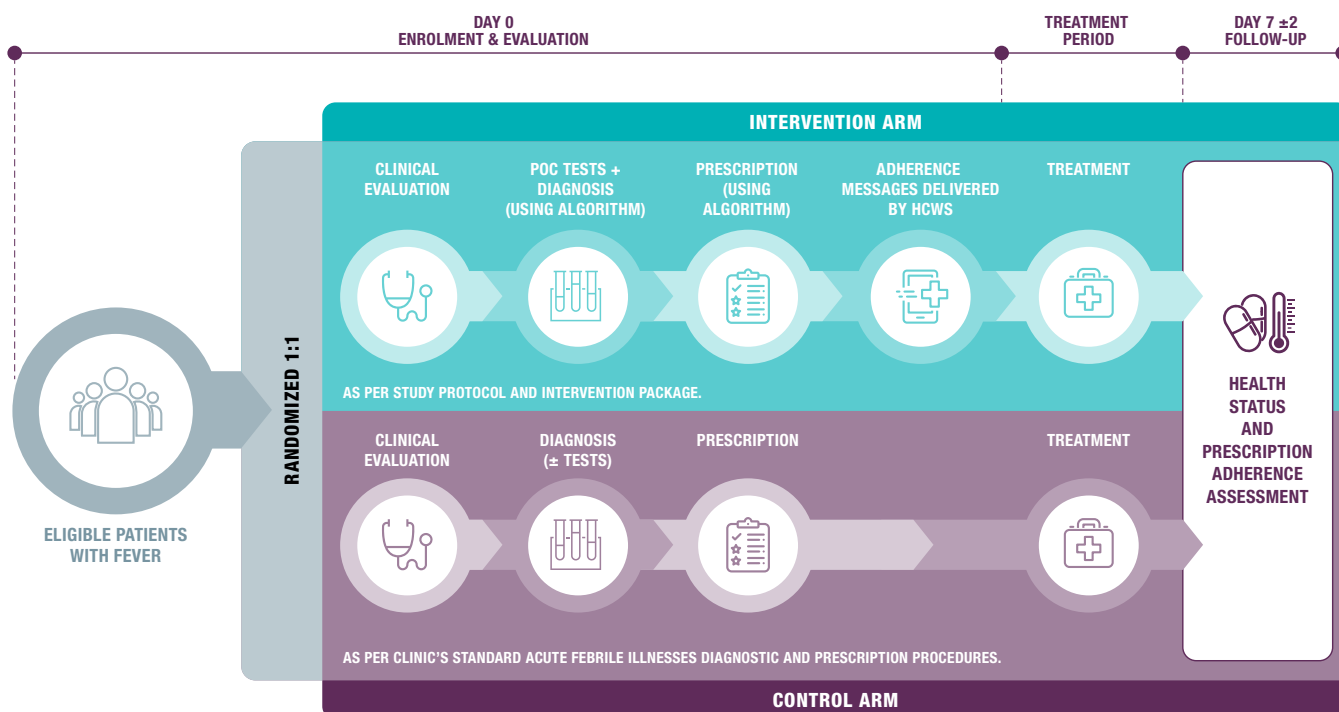 DAY 0
ENROLMENT & EVALUATION
TREATMENT
PERIOD
DAY 7 ±2
FOLLOW-UP
INTERVENTION ARM
CLINICAL
EVALUATION
POC TESTS +
DIAGNOSIS
(USING ALGORITHM)
PRESCRIPTION
(USING
ALGORITHM)
ADHERENCE
MESSAGES DELIVERED
BY HCWS
TREATMENT
AS PER STUDY PROTOCOL AND INTERVENTION PACKAGE.
RANDOMIZED 1:1
ELIGIBLE PATIENTS
WITH FEVER
CLINICAL
EVALUATION
DIAGNOSIS
(± TESTS)
PRESCRIPTION
TREATMENT
AS PER CLINIC'S STANDARD ACUTE FEBRILE ILLNESSES DIAGNOSTIC AND PRESCRIPTION PROCEDURES.
HEALTH
STATUS
AND
PRESCRIPTION
ADHERENCE
ASSESSMENT
CONTROL ARM